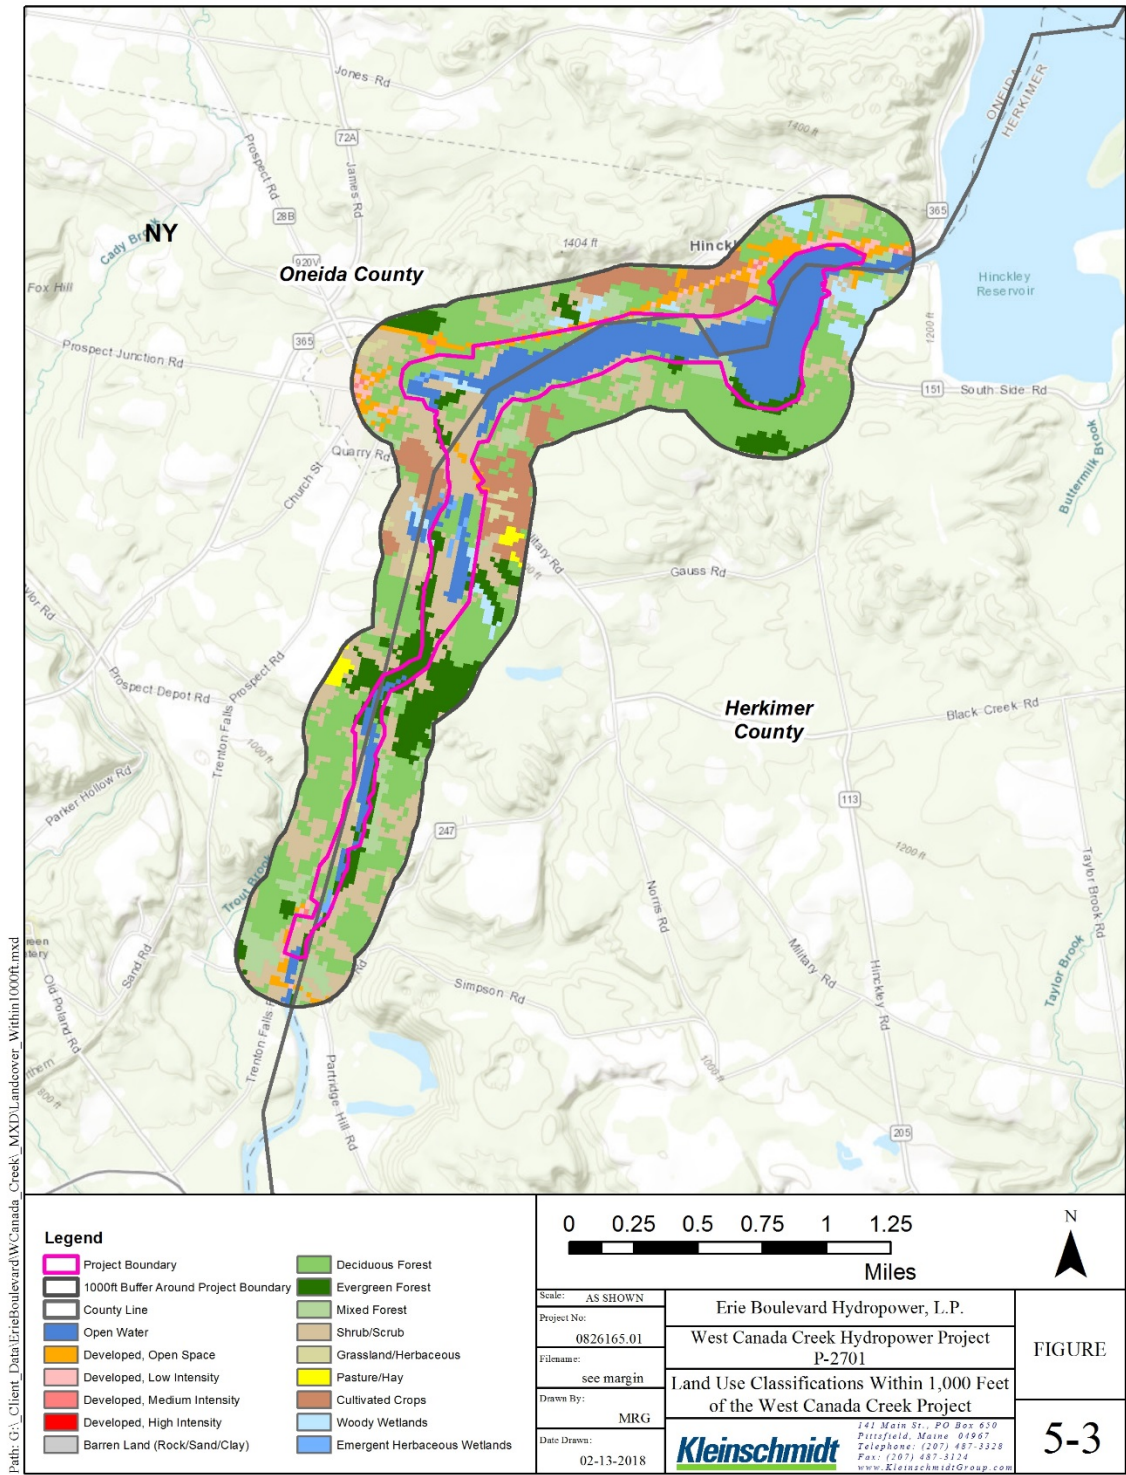 Jones Rd
ONEIDA
HERKIMER
1400 ft
72A
Prospect Rd
James Rd
28B
365
Cady Brook
NY
1404 ft
Hinckl
920V
Oneida County
Fox Hill
Hinckley
Reservoir
365
1200 ft
Prospect Junction Rd
151
South Side Rd
Quarry Rd
Church St
Buttermilk Brook
Military Rd
Gauss Rd
Prospect Depot Rd
Trenton Falls Prospect Rd
1000 ft
Herkimer
County
Black Creek Rd
Parker Hollow Rd
113
247
1200 ft
Trout Brook
Norris Rd
Taylor Brook Rd
Sand Rd
Military Rd
Hinckley Rd
Taylor Brook
Old Poland Rd
Simpson Rd
Rd
Trenton Falls R
Partridge Hill Rd
1000 ft
800 ft
205
Path: G:\_Client_Data\ErieBoulevard\WCanada_Creek\_MXD\Landcover_Within1000ft.mxd
Legend
Project Boundary
1000ft Buffer Around Project Boundary
County Line
Open Water
Developed, Open Space
Developed, Low Intensity
Developed, Medium Intensity
Developed, High Intensity
Barren Land (Rock/Sand/Clay)
Deciduous Forest
Evergreen Forest
Mixed Forest
Shrub/Scrub
Grassland/Herbaceous
Pasture/Hay
Cultivated Crops
Woody Wetlands
Emergent Herbaceous Wetlands
0 0.25 0.5 0.75 1 1.25
Miles
N
Scale: AS SHOWN
Project No:
0826165.01
Filename:
see margin
Drawn By:
MRG
Date Drawn:
02-13-2018
Erie Boulevard Hydropower, L.P.
West Canada Creek Hydropower Project
P-2701
Land Use Classifications Within 1,000 Feet
of the West Canada Creek Project
Kleinschmidt
141 Main St., PO Box 650
Pittsfield, Maine 04967
Telephone: (207) 487-3328
Fax: (207) 487-3124
www.KleinschmidtGroup.com
FIGURE
5-3